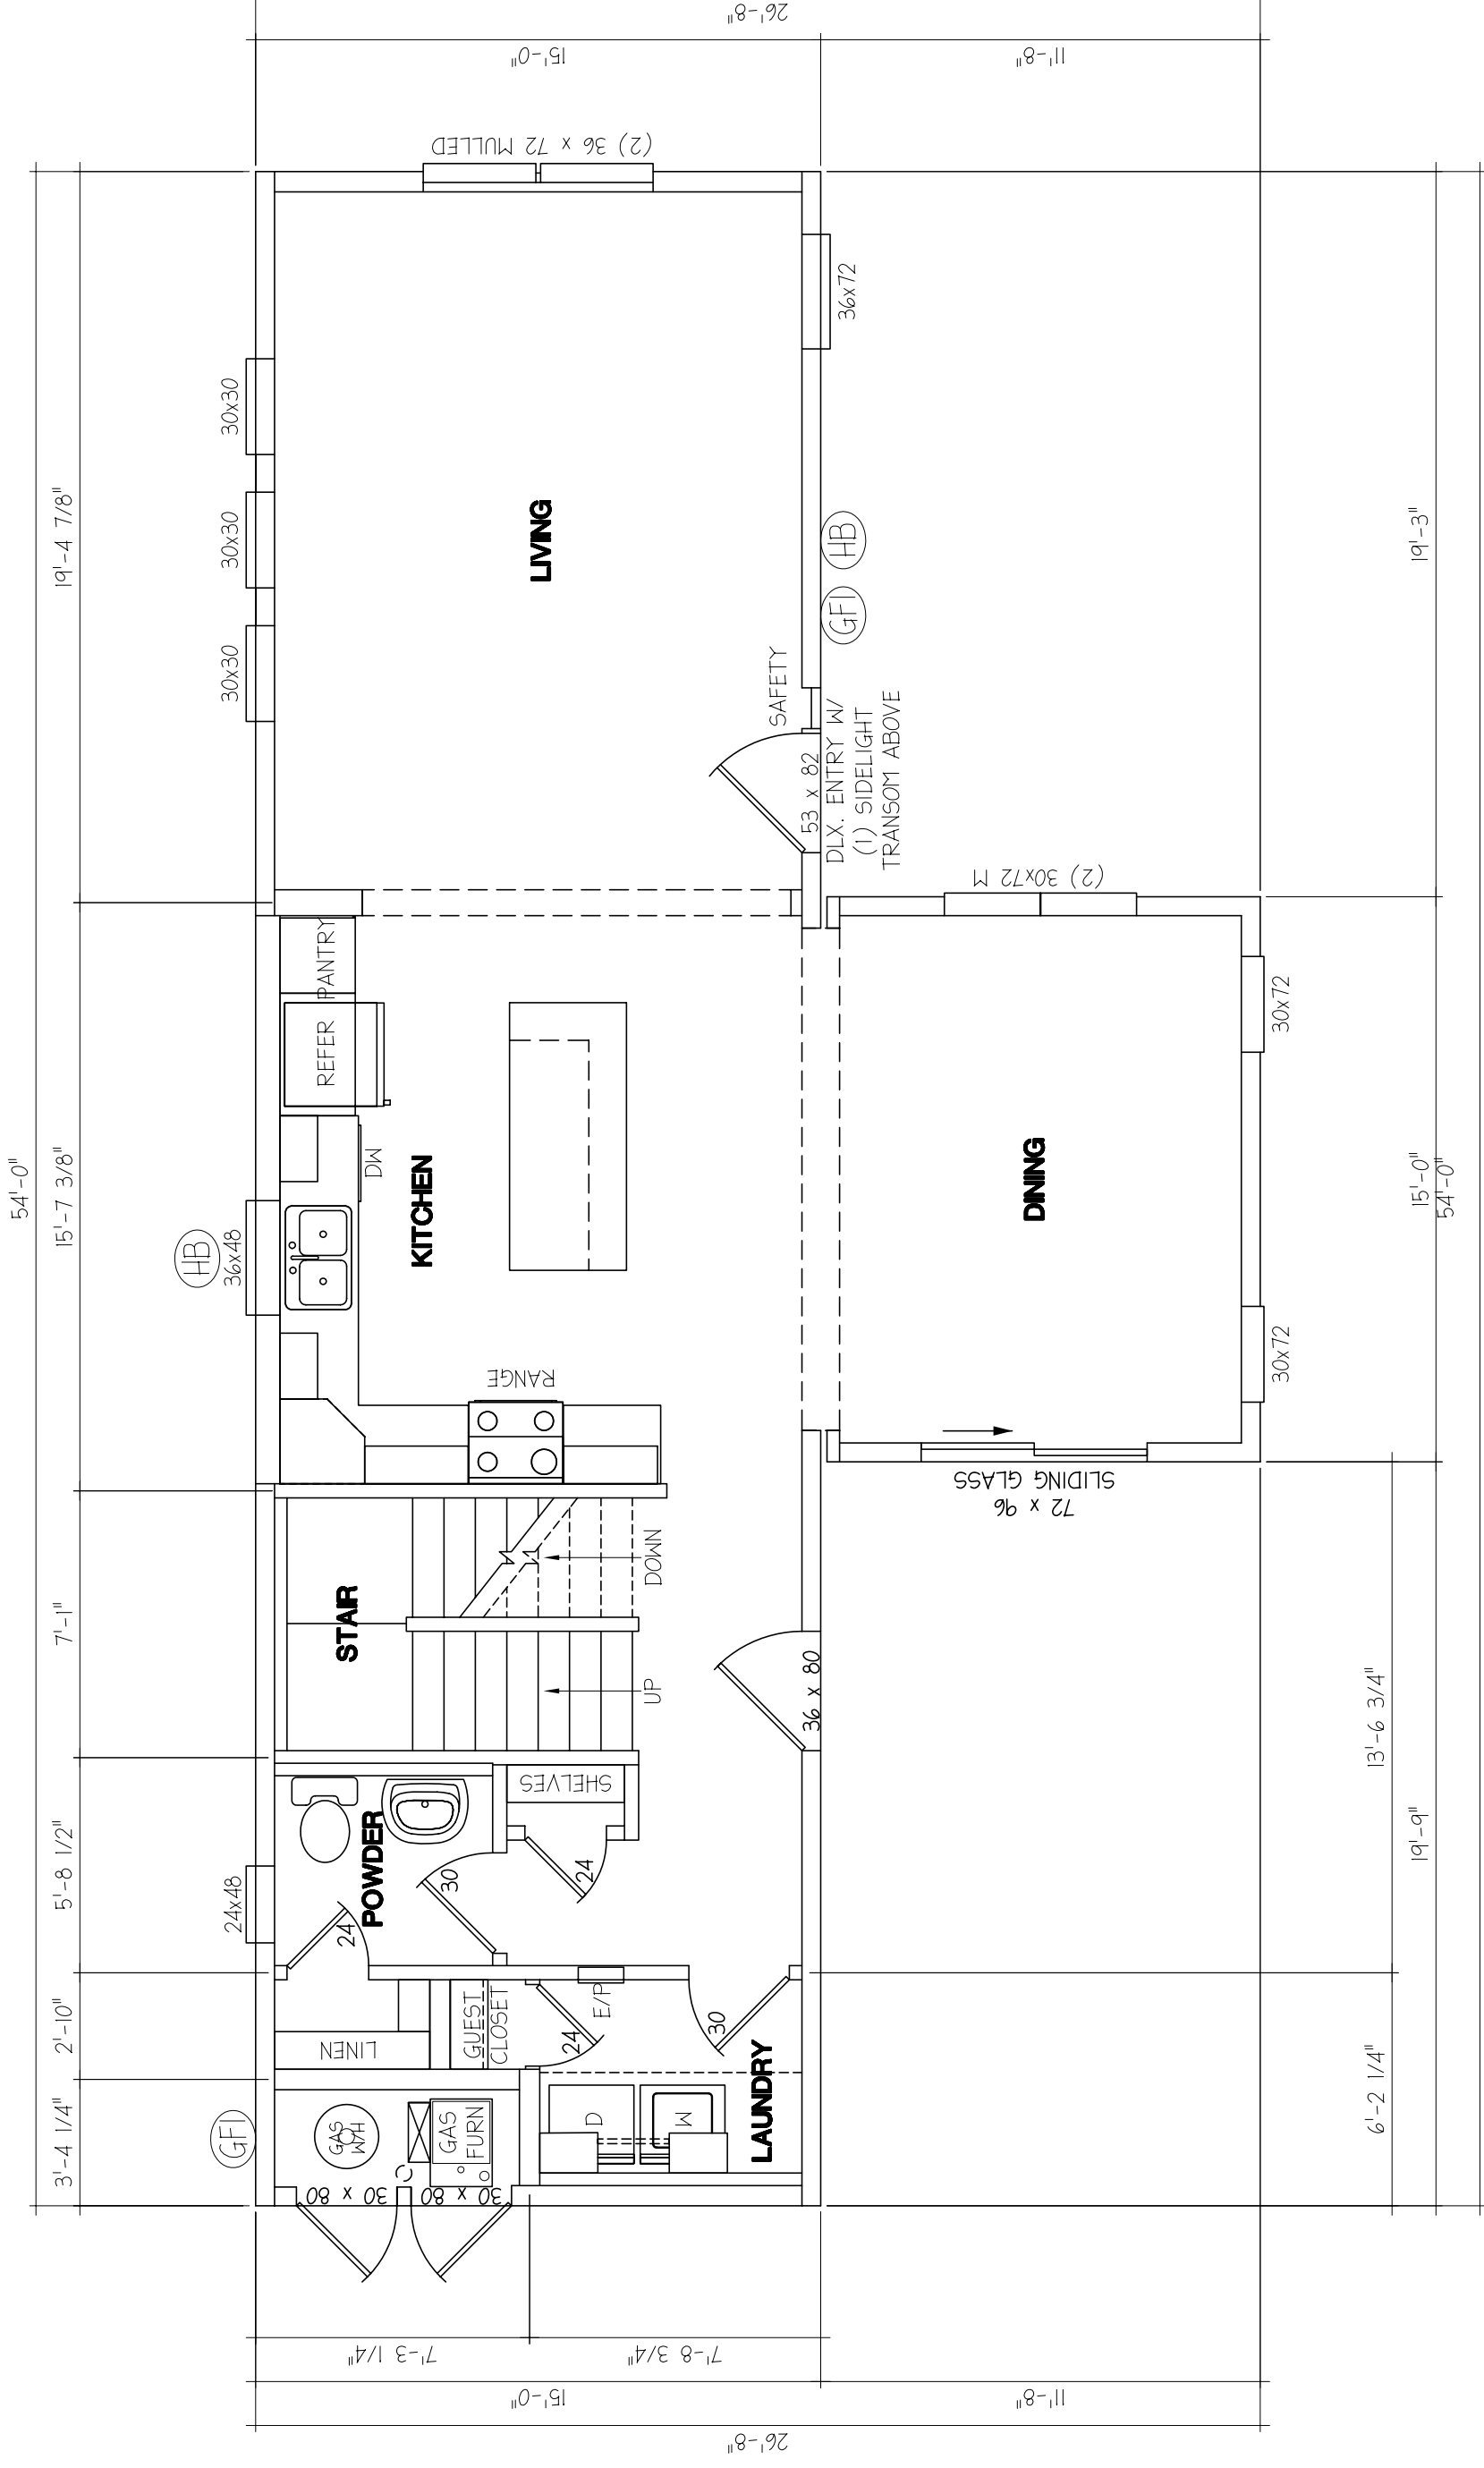 26'-8"
15'-0"
11'-8"
(2) 36 x 72 MULLED
36x72
30x30
30x30
30x30
19'-4 7/8"
LIVING
HB
GFI
19'-3"
SAFETY
53 x 82
DLX. ENTRY W/
(1) SIDELIGHT
TRANSOM ABOVE
(2) 30x72 M
PANTRY
REFER
DW
KITCHEN
30x72
DINING
30x72
54'-0"
15'-7 3/8"
HB
36x48
15'-0"
54'-0"
RANGE
SLIDING GLASS
72 x 96
7'-1"
STAIR
DOWN
UP
36 x 80
13'-6 3/4"
SHELVES
5'-8 1/2"
24x48
POWDER
30
24
24
19'-9"
2'-10"
LINEN
GUEST
CLOSET
E/P
24
30
LAUNDRY
3'-4 1/4"
GFI
GAS
WH
GAS
FURN
D
W
6'-2 1/4"
30 x 80
30 x 80
7'-3 1/4"
7'-8 3/4"
15'-0"
11'-8"
26'-8"